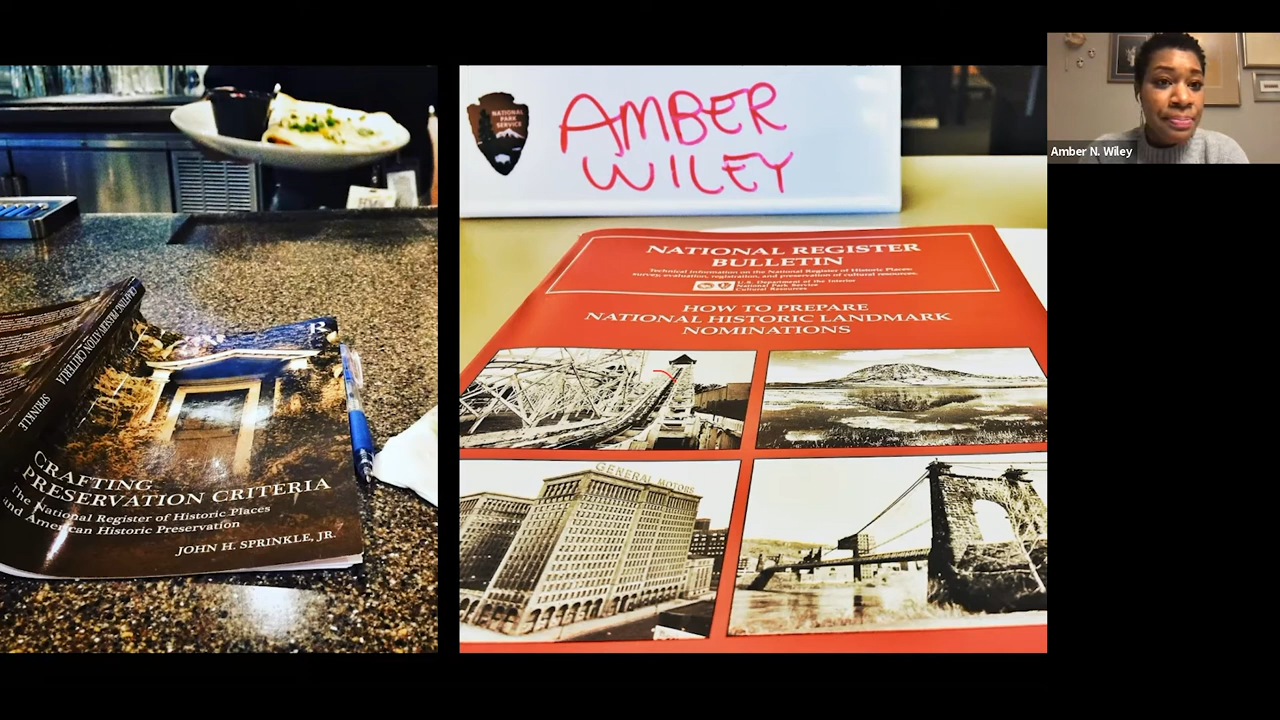 CRAFTING PRESERVATION CRITERIA
SPRINKLE
R
CRAFTING
PRESERVATION CRITERIA
The National Register of Historic Places
and American Historic Preservation
JOHN H. SPRINKLE, JR.
NATIONAL
PARK
SERVICE
AMBER
WILEY
NATIONAL REGISTER
BULLETIN
Technical information on the National Register of Historic Places:
survey, evaluation, registration, and preservation of cultural resources.
U.S. Department of the Interior
National Park Service
Cultural Resources
HOW TO PREPARE
NATIONAL HISTORIC LANDMARK
NOMINATIONS
GENERAL MOTORS
Amber N. Wiley